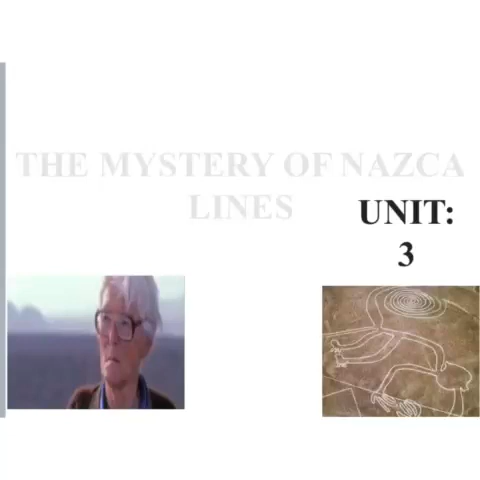 THE MYSTERY OF NAZCA
LINES
UNIT:
3